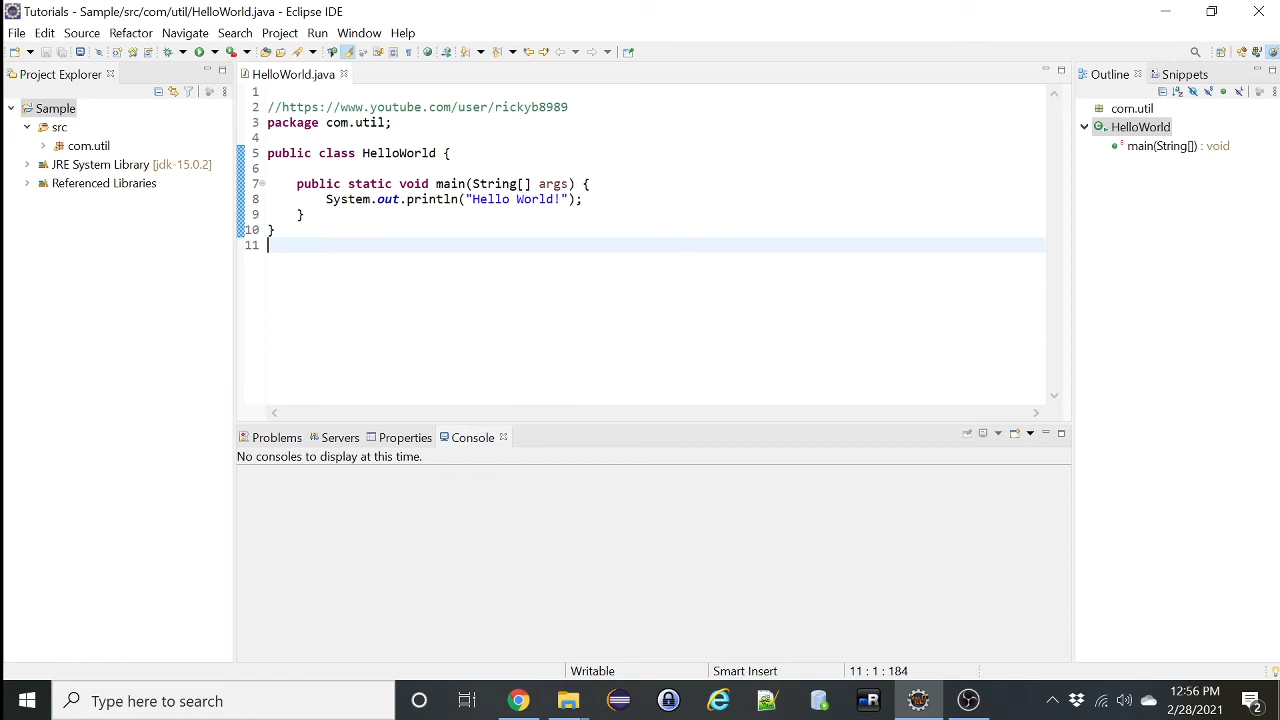 Tutorials - Sample/src/com/util/HelloWorld.java - Eclipse IDE
File Edit Source Refactor Navigate Search Project Run Window Help
Project Explorer
HelloWorld.java
Outline
Snippets
Sample
src
com.util
JRE System Library [jdk-15.0.2]
Referenced Libraries
1
2 //https://www.youtube.com/user/rickyb8989
3 package com.util;
4
5 public class HelloWorld {
6
7 public static void main(String[] args) {
8 System.out.println("Hello World!");
9 }
10 }
11
com.util
HelloWorld
main(String[]) : void
Problems Servers Properties Console
No consoles to display at this time.
Writable Smart Insert 11 : 1 : 184
Type here to search
12:56 PM
2/28/2021
2